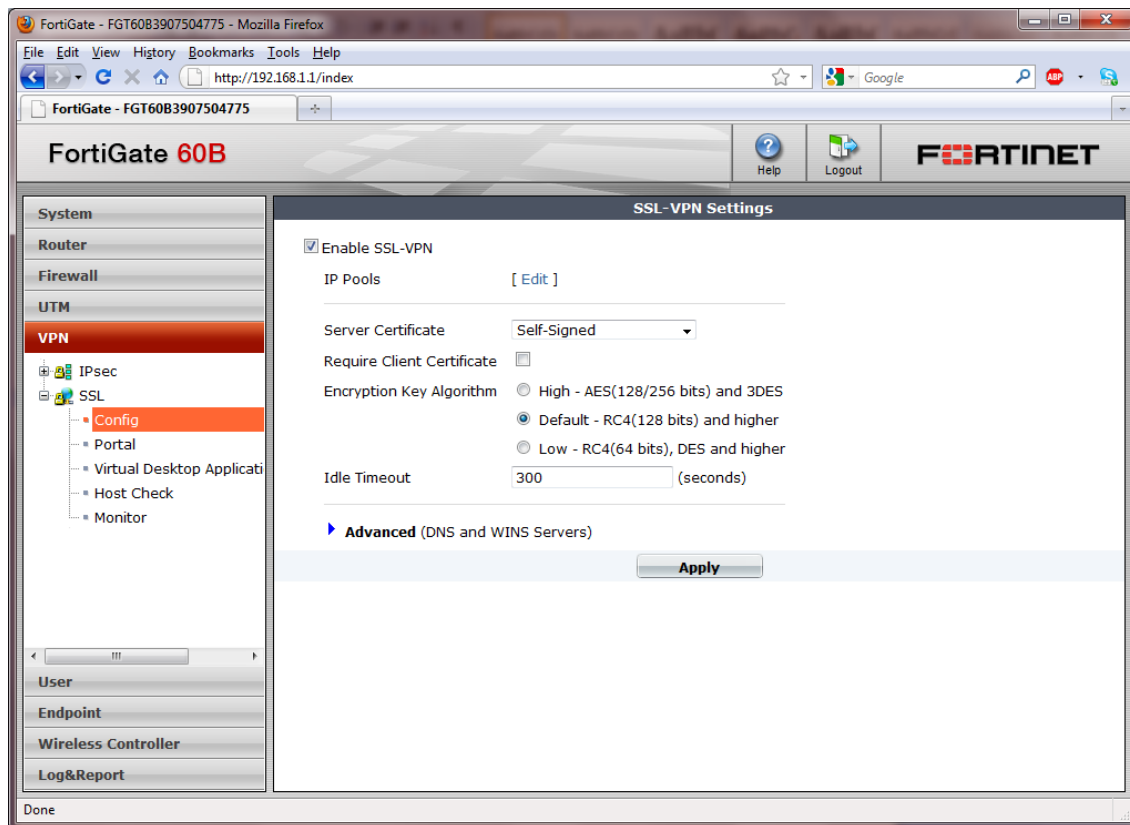 FortiGate - FGT60B3907504775 - Mozilla Firefox
File Edit View History Bookmarks Tools Help
http://192.168.1.1/index
Google
ABP
FortiGate - FGT60B3907504775
FortiGate 60B
Help
Logout
FORTINET
System
Router
Firewall
UTM
VPN
IPsec
SSL
Config
Portal
Virtual Desktop Applicati
Host Check
Monitor
User
Endpoint
Wireless Controller
Log&Report
SSL-VPN Settings
Enable SSL-VPN
IP Pools [ Edit ]
Server Certificate Self-Signed
Require Client Certificate
Encryption Key Algorithm High - AES(128/256 bits) and 3DES
Default - RC4(128 bits) and higher
Low - RC4(64 bits), DES and higher
Idle Timeout 300 (seconds)
Advanced (DNS and WINS Servers)
Apply
Done